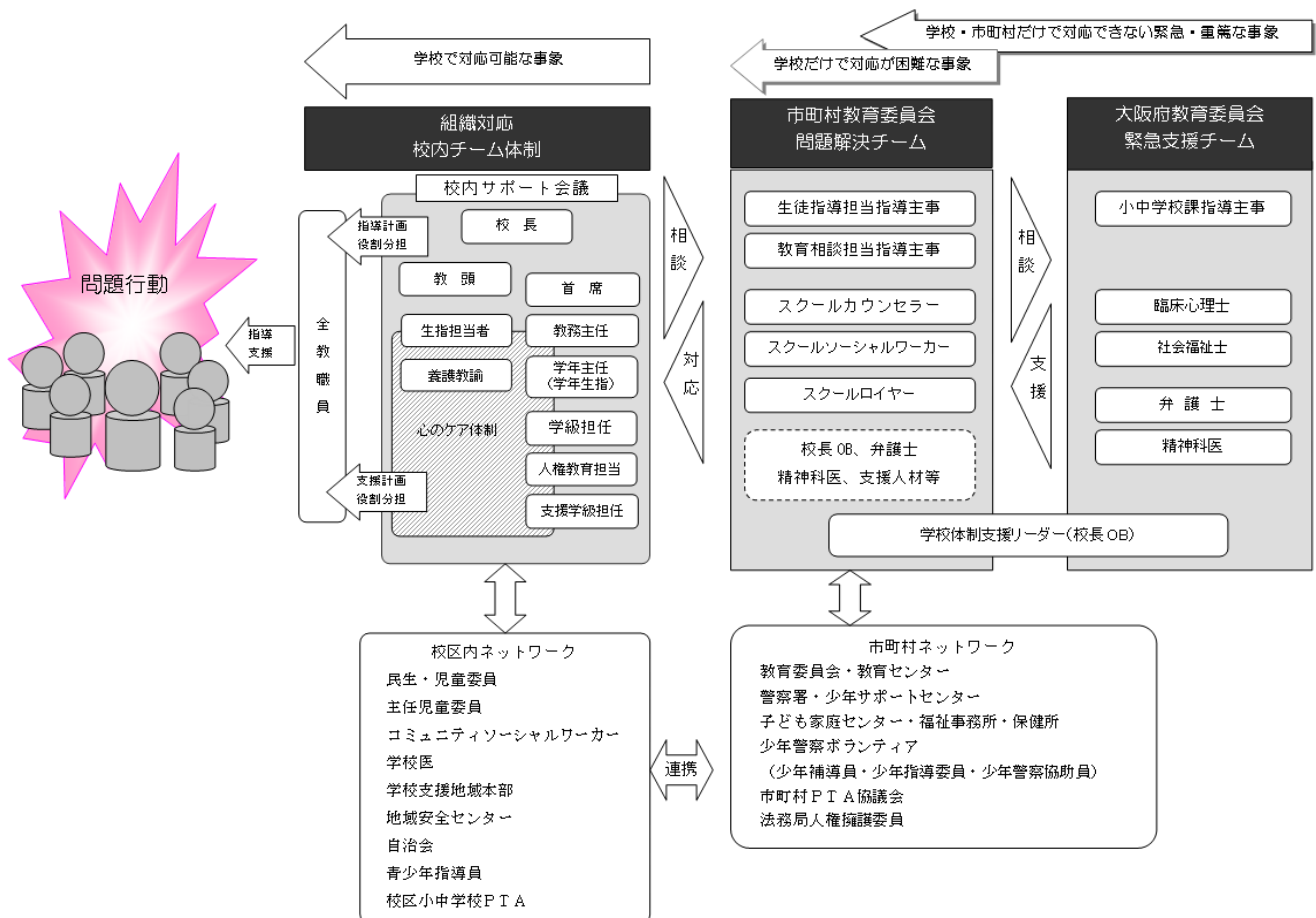 学校・市町村だけで対応できない緊急・重篤な事象
学校で対応可能な事象
学校だけで対応が困難な事象
組織対応
校内チーム体制
市町村教育委員会
問題解決チーム
大阪府教育委員会
緊急支援チーム
問題行動
指導
支援
全教職員
校内サポート会議
指導計画
役割分担
校 長
教 頭
首 席
生指担当者
教務主任
養護教諭
学年主任
(学年生指)
心のケア体制
学級担任
人権教育担当
支援計画
役割分担
支援学級担任
相談
対応
生徒指導担当指導主事
教育相談担当指導主事
スクールカウンセラー
スクールソーシャルワーカー
スクールロイヤー
校長OB、弁護士
精神科医、支援人材等
相談
支援
小中学校課指導主事
臨床心理士
社会福祉士
弁 護 士
精神科医
学校体制支援リーダー(校長OB)
校区内ネットワーク
民生・児童委員
主任児童委員
コミュニティソーシャルワーカー
学校医
学校支援地域本部
地域安全センター
自治会
青少年指導員
校区小中学校PTA
連携
市町村ネットワーク
教育委員会・教育センター
警察署・少年サポートセンター
子ども家庭センター・福祉事務所・保健所
少年警察ボランティア
(少年補導員・少年指導委員・少年警察協助員)
市町村PTA協議会
法務局人権擁護委員